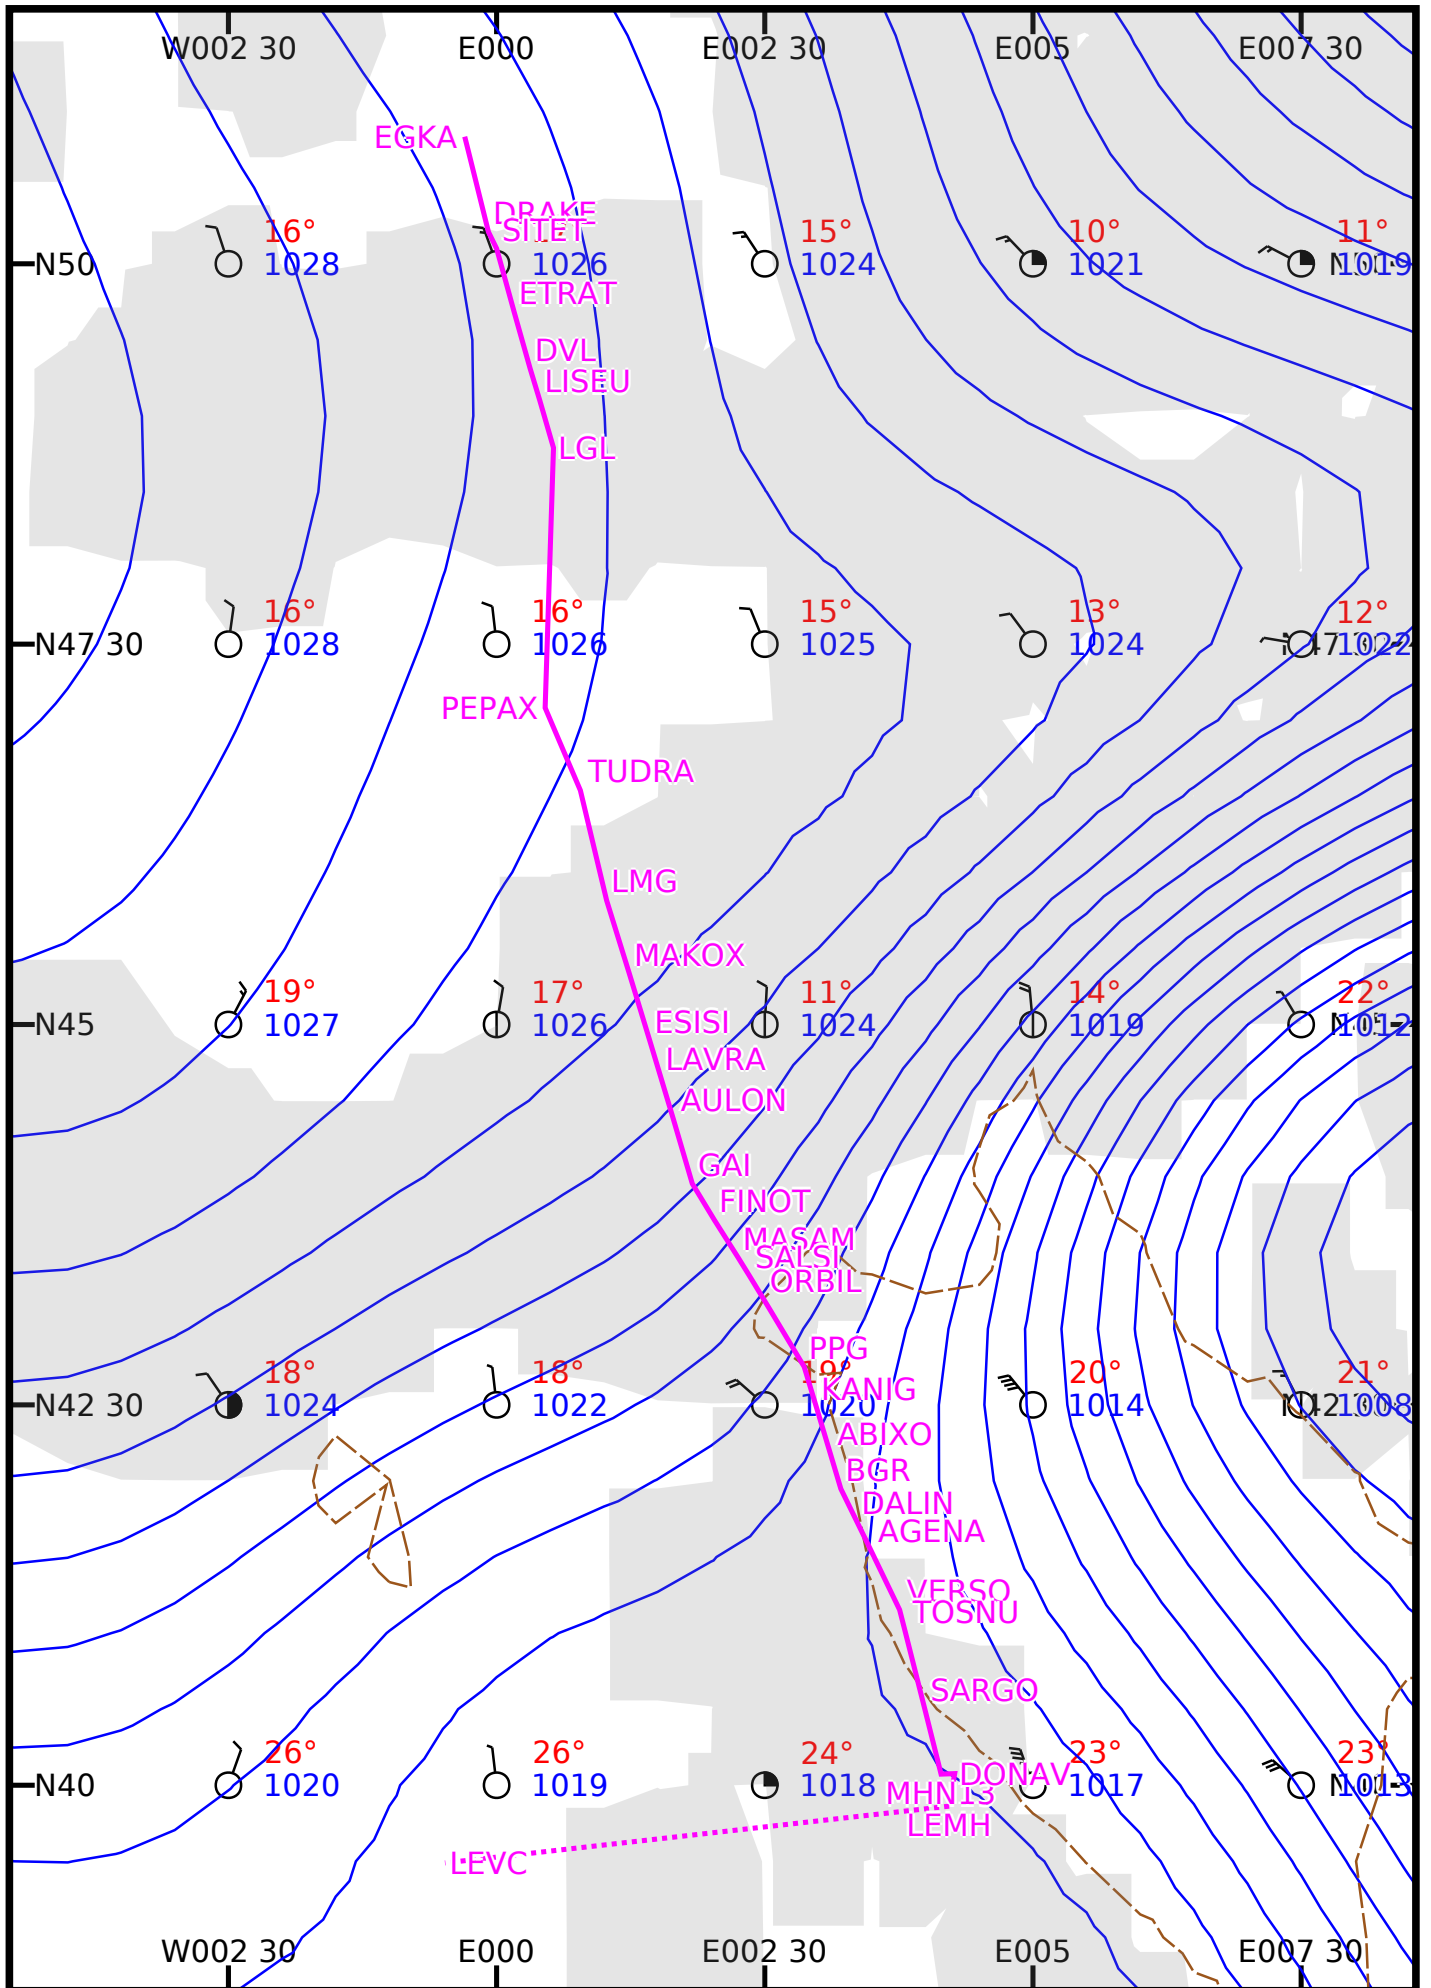 W002 30 E000 E002 30 E005 E007 30
EGKA
DRAKE
16° 15° 10° 11°
SITET
N50 1028 1026 1024 1021 1019
ETRAT
DVL
LISEU
LGL
16° 16° 15° 13° 12°
N47 30 1028 1026 1025 1024 1022
PEPAX
TUDRA
LMG
MAKOX
19° 17° 11° 14° 22°
N45 1027 1026 ESISI 1024 1019 1012
LAVRA
AULON
GAI
FINOT
MASAM
SALSI
ORBIL
PPG
18° 18° 19° 20° 21°
KANIG
N42 30 1024 1022 1020 1014 1008
ABIXO
BGR
DALIN
AGENA
VERSO
TOSNU
SARGO
26° 26° 24° 23° 23°
DONAV
N40 1020 1019 1018 1017 1013
MHN13
LEMH
LEVC
W002 30 E000 E002 30 E005 E007 30